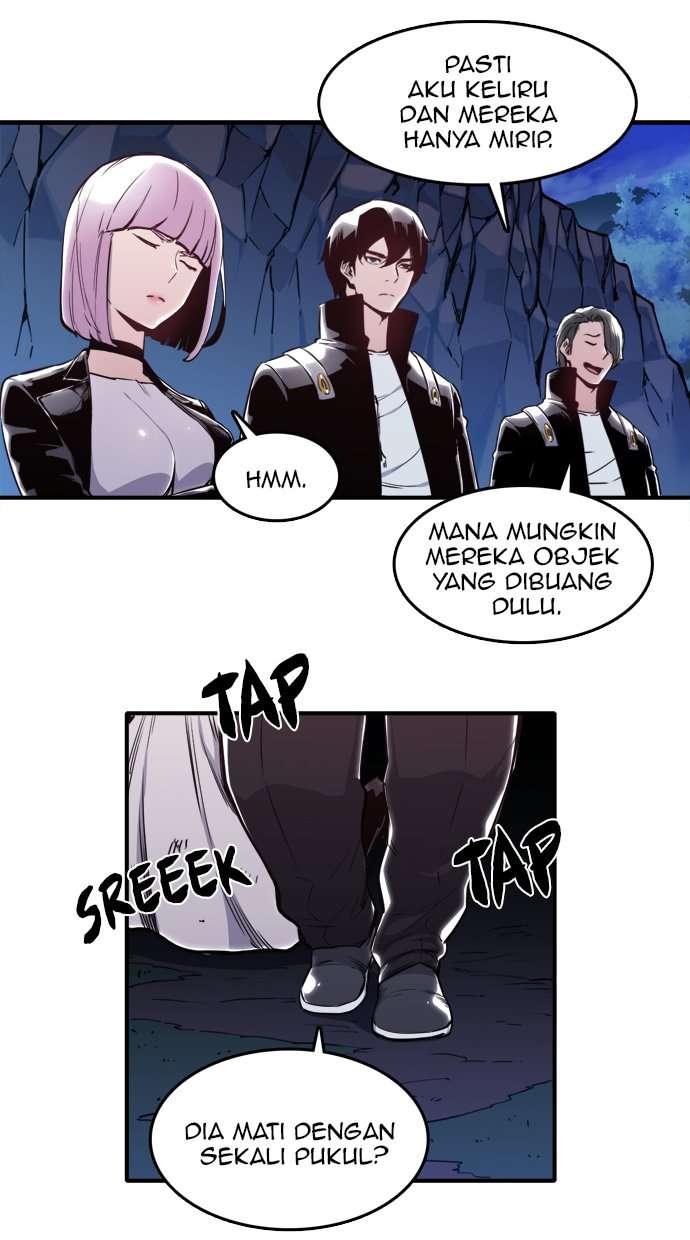 PASTI
AKU KELIRU
DAN MEREKA
HANYA MIRIP.
HMM.
MANA MUNGKIN
MEREKA OBJEK
YANG DIBUANG
DULU.
TAP
SREEEK
TAP
DIA MATI DENGAN
SEKALI PUKUL?